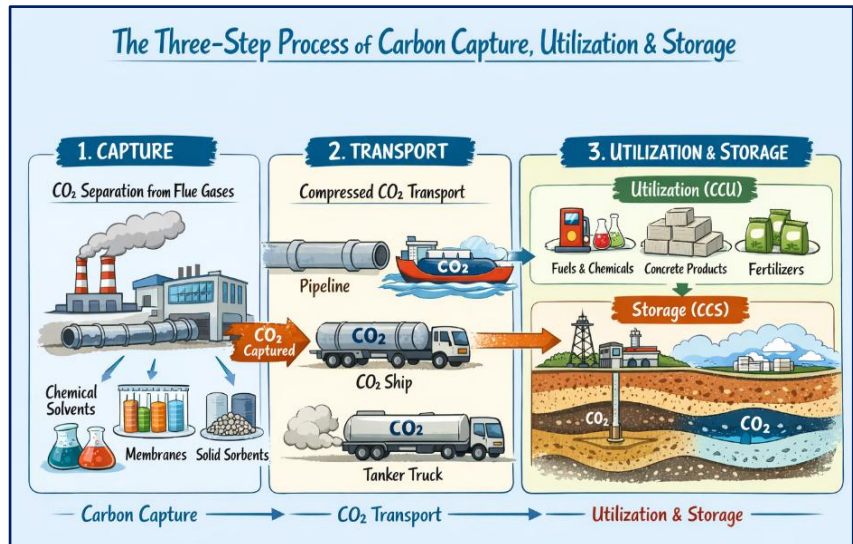 The Three-Step Process of Carbon Capture, Utilization & Storage
1. CAPTURE
CO₂ Separation from Flue Gases
CO₂
Captured
Chemical
Solvents
Membranes
Solid Sorbents
2. TRANSPORT
Compressed CO₂ Transport
Pipeline
CO₂
CO₂
CO₂ Ship
CO₂
Tanker Truck
3. UTILIZATION & STORAGE
Utilization (CCU)
Fuels & Chemicals
Concrete Products
Fertilizers
Storage (CCS)
CO₂
CO₂
Carbon Capture
CO₂ Transport
Utilization & Storage